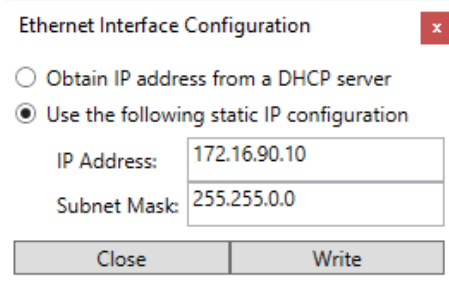 Ethernet Interface Configuration
x
Obtain IP address from a DHCP server
Use the following static IP configuration
IP Address: 172.16.90.10
Subnet Mask: 255.255.0.0
Close Write